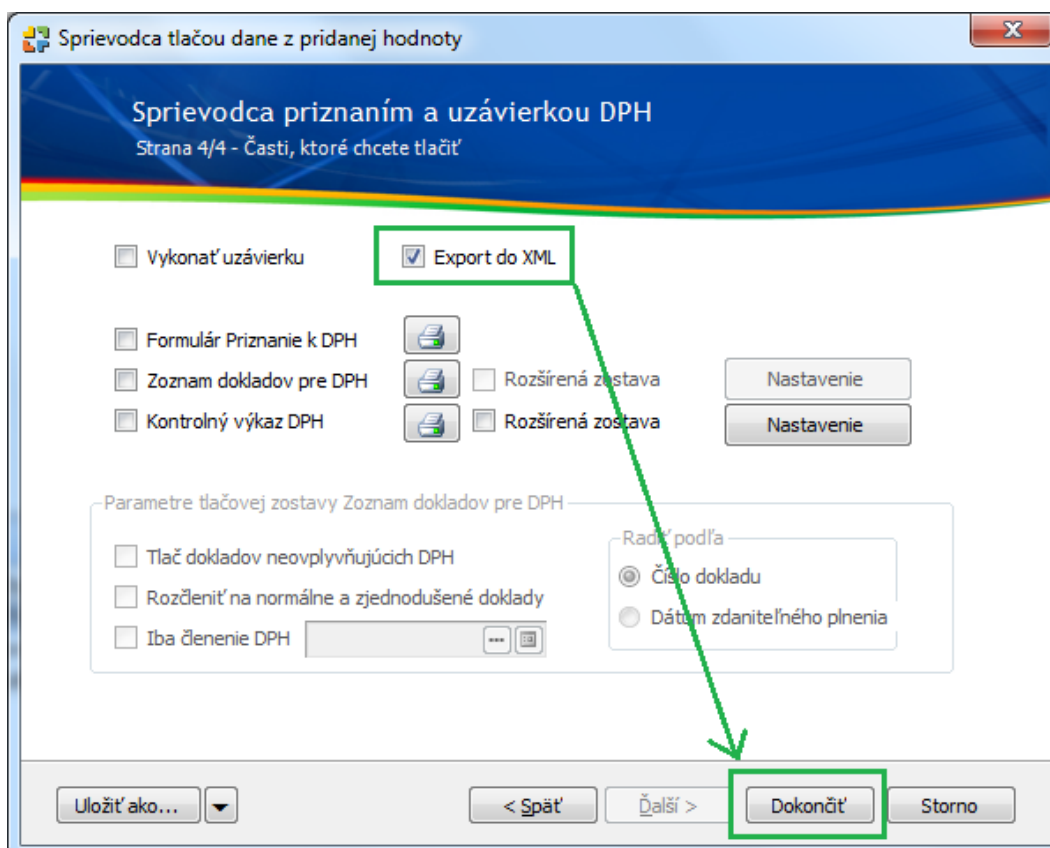 Sprievodca tlačou dane z pridanej hodnoty
Sprievodca priznaním a uzávierkou DPH
Strana 4/4 - Časti, ktoré chcete tlačiť
Vykonať uzávierku Export do XML
Formulár Priznanie k DPH
Zoznam dokladov pre DPH Rozšírená zostava Nastavenie
Kontrolný výkaz DPH Rozšírená zostava Nastavenie
Parametre tlačovej zostavy Zoznam dokladov pre DPH
Tlač dokladov neovplyvňujúcich DPH
Rozčleniť na normálne a zjednodušené doklady
Iba členenie DPH
Radiť podľa
Číslo dokladu
Dátum zdaniteľného plnenia
Uložiť ako... < Späť Ďalší > Dokončiť Storno